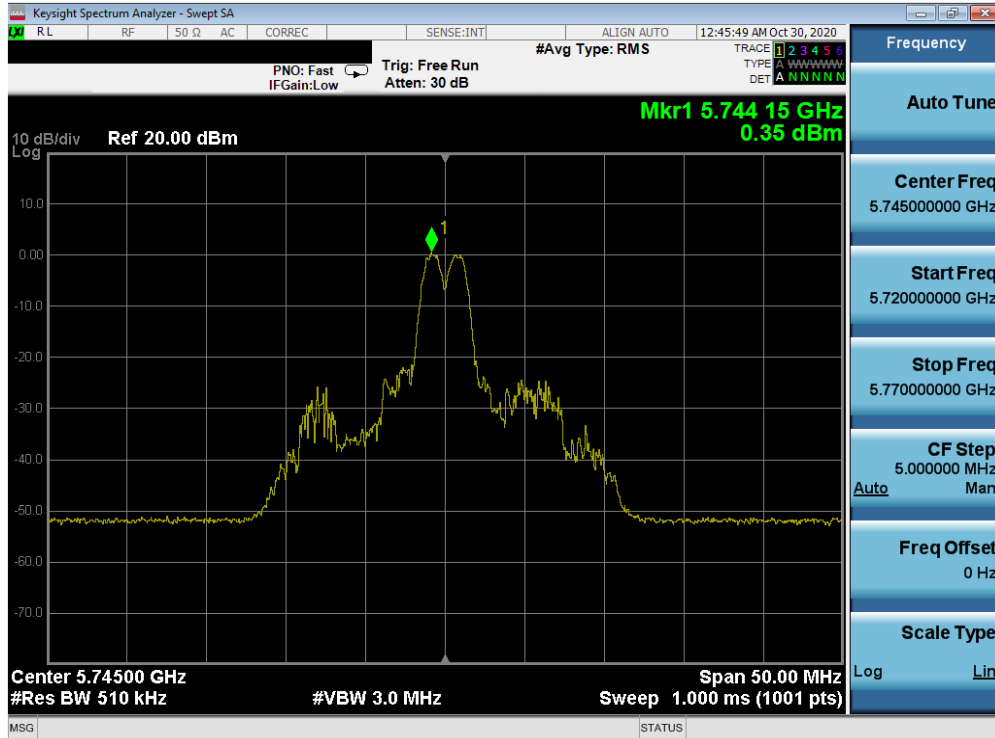 Keysight Spectrum Analyzer - Swept SA
LXI RL RF 50 Ω AC CORREC SENSE:INT ALIGN AUTO 12:45:49 AM Oct 30, 2020
#Avg Type: RMS
TRACE 1 2 3 4 5 6
TYPE A WWWWW
DET A N N N N N
PNO: Fast
IFGain:Low
Trig: Free Run
Atten: 30 dB
Mkr1 5.744 15 GHz
0.35 dBm
10 dB/div
Log
Ref 20.00 dBm
1
10.0
0.00
-10.0
-20.0
-30.0
-40.0
-50.0
-60.0
-70.0
Center 5.74500 GHz
Span 50.00 MHz
#Res BW 510 kHz
#VBW 3.0 MHz
Sweep 1.000 ms (1001 pts)
MSG
STATUS
Frequency
Auto Tune
Center Freq
5.745000000 GHz
Start Freq
5.720000000 GHz
Stop Freq
5.770000000 GHz
CF Step
5.000000 MHz
Auto Man
Freq Offset
0 Hz
Scale Type
Log Lin